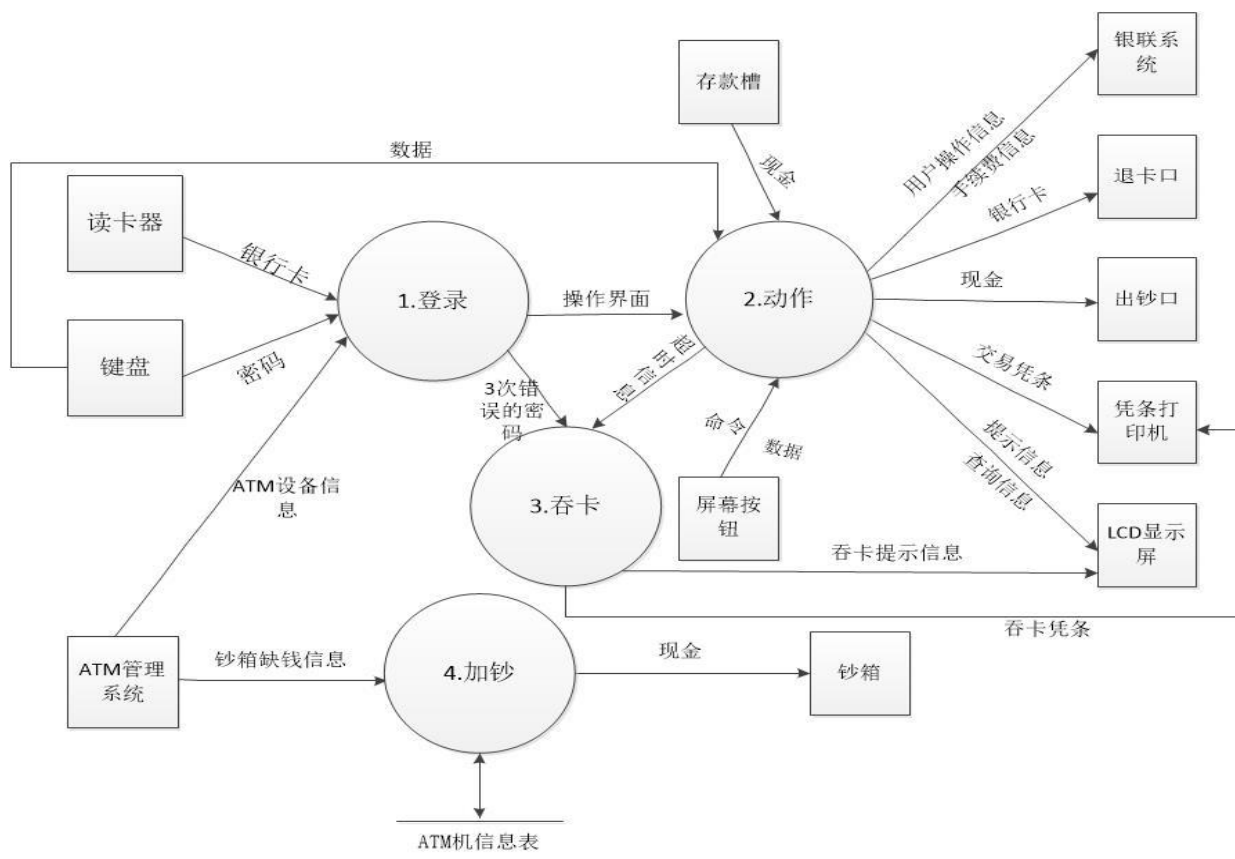 银联系
统
存款槽
用户操作信息
手续费信息
数据
现金
退卡口
银行卡
读卡器
银行卡
1.登录
操作界面
2.动作
现金
出钞口
键盘
密码
超时信息
3次错
误的密
码
交易凭条
凭条打
印机
命令
数据
提示信息
查询信息
ATM设备信
息
3.吞卡
屏幕按
钮
LCD显示
屏
吞卡提示信息
吞卡凭条
ATM管理
系统
钞箱缺钱信息
4.加钞
现金
钞箱
ATM机信息表